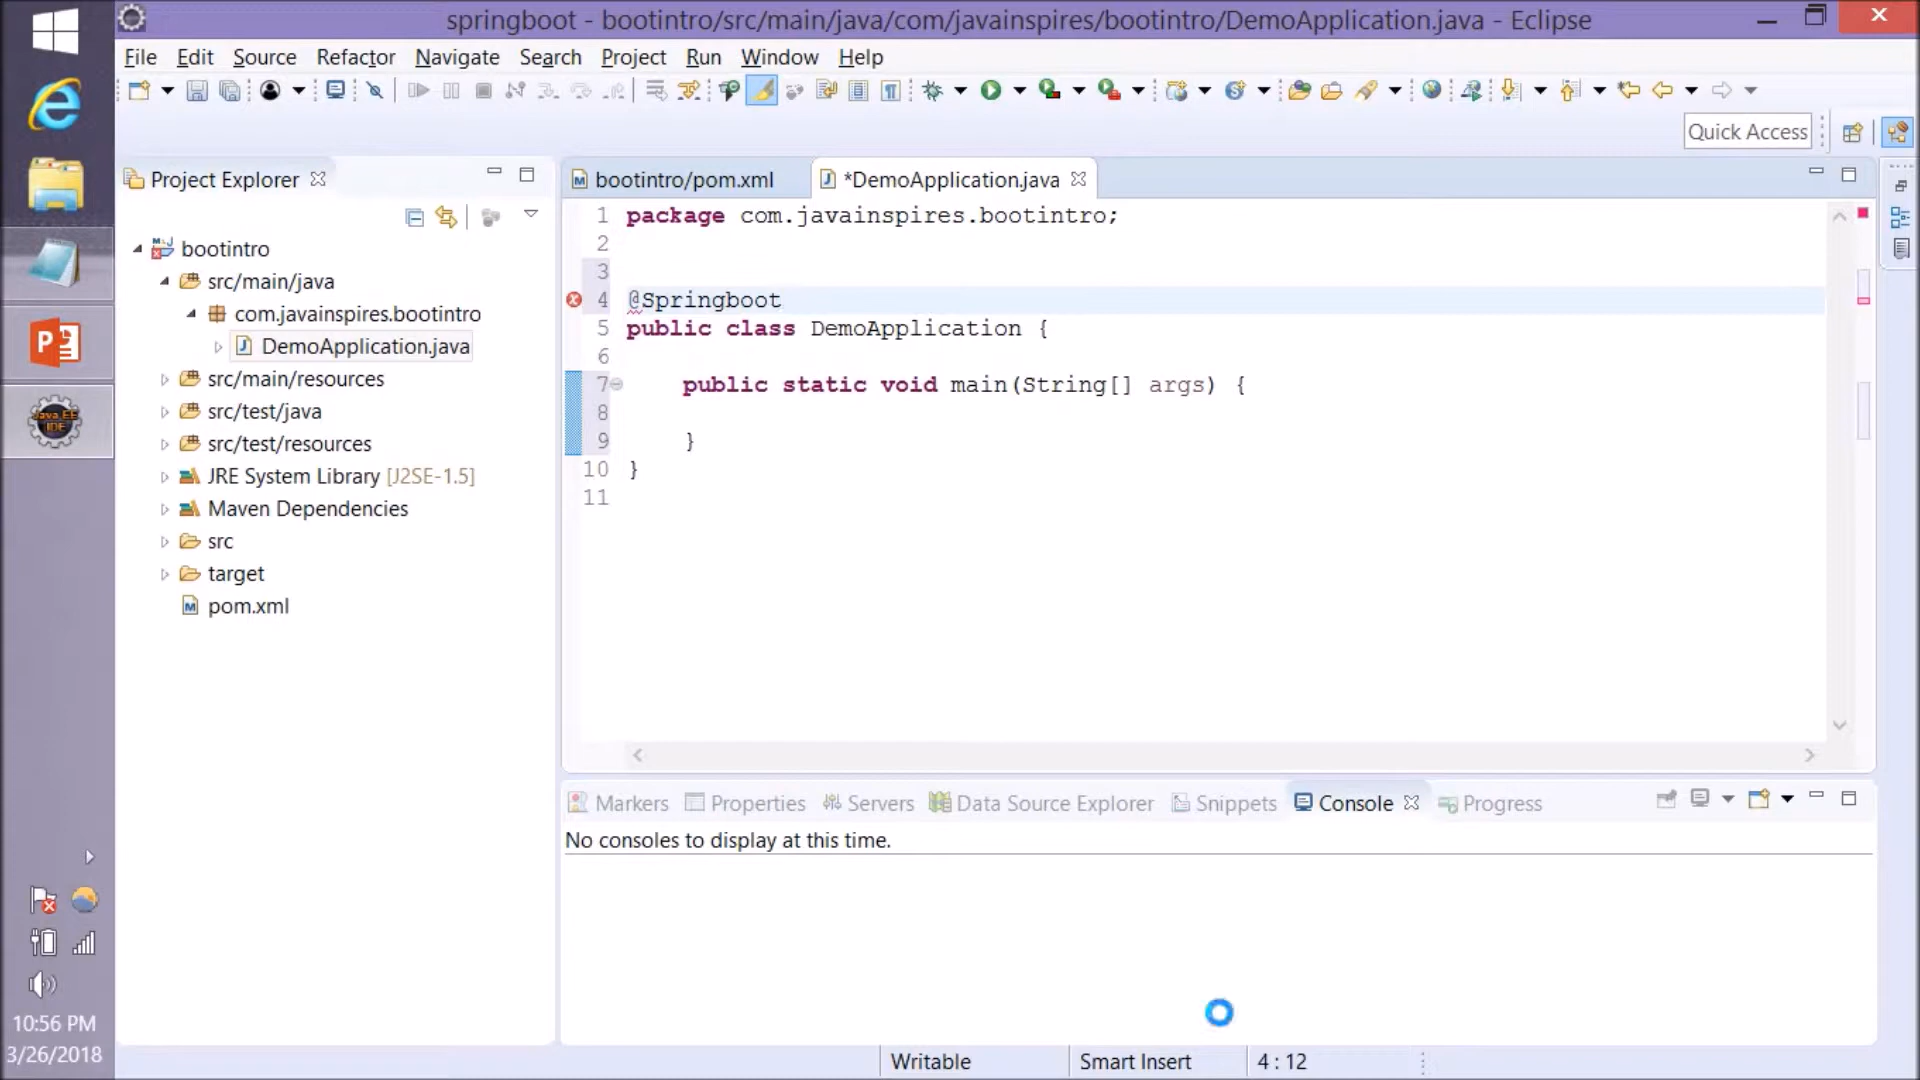 springboot - bootintro/src/main/java/com/javainspires/bootintro/DemoApplication.java - Eclipse
File Edit Source Refactor Navigate Search Project Run Window Help
Quick Access
Project Explorer
bootintro
src/main/java
com.javainspires.bootintro
DemoApplication.java
src/main/resources
src/test/java
src/test/resources
JRE System Library [J2SE-1.5]
Maven Dependencies
src
target
pom.xml
bootintro/pom.xml *DemoApplication.java
1 package com.javainspires.bootintro;
2
3
4 @Springboot
5 public class DemoApplication {
6
7 public static void main(String[] args) {
8
9 }
10 }
11
Markers Properties Servers Data Source Explorer Snippets Console Progress
No consoles to display at this time.
Writable Smart Insert 4 : 12
Java EE
IDE
10:56 PM
3/26/2018